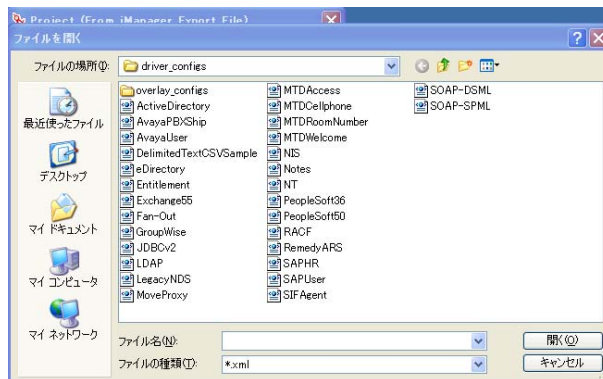 Project (From iManager Export File)
ファイルを開く
ファイルの場所(I):
driver_configs
最近使ったファイル
デスクトップ
マイ ドキュメント
マイ コンピュータ
マイ ネットワーク
overlay_configs
ActiveDirectory
AvayaPBXShip
AvayaUser
DelimitedTextCSVSample
eDirectory
Entitlement
Exchange55
Fan-Out
GroupWise
JDBCv2
LDAP
LegacyNDS
MoveProxy
MTDAccess
MTDCellphone
MTDRoomNumber
MTDWelcome
NIS
Notes
NT
PeopleSoft36
PeopleSoft50
RACF
RemedyARS
SAPHR
SAPUser
SIFAgent
SOAP-DSML
SOAP-SPML
ファイル名(N):
開く(O)
ファイルの種類(T):
*.xml
キャンセル